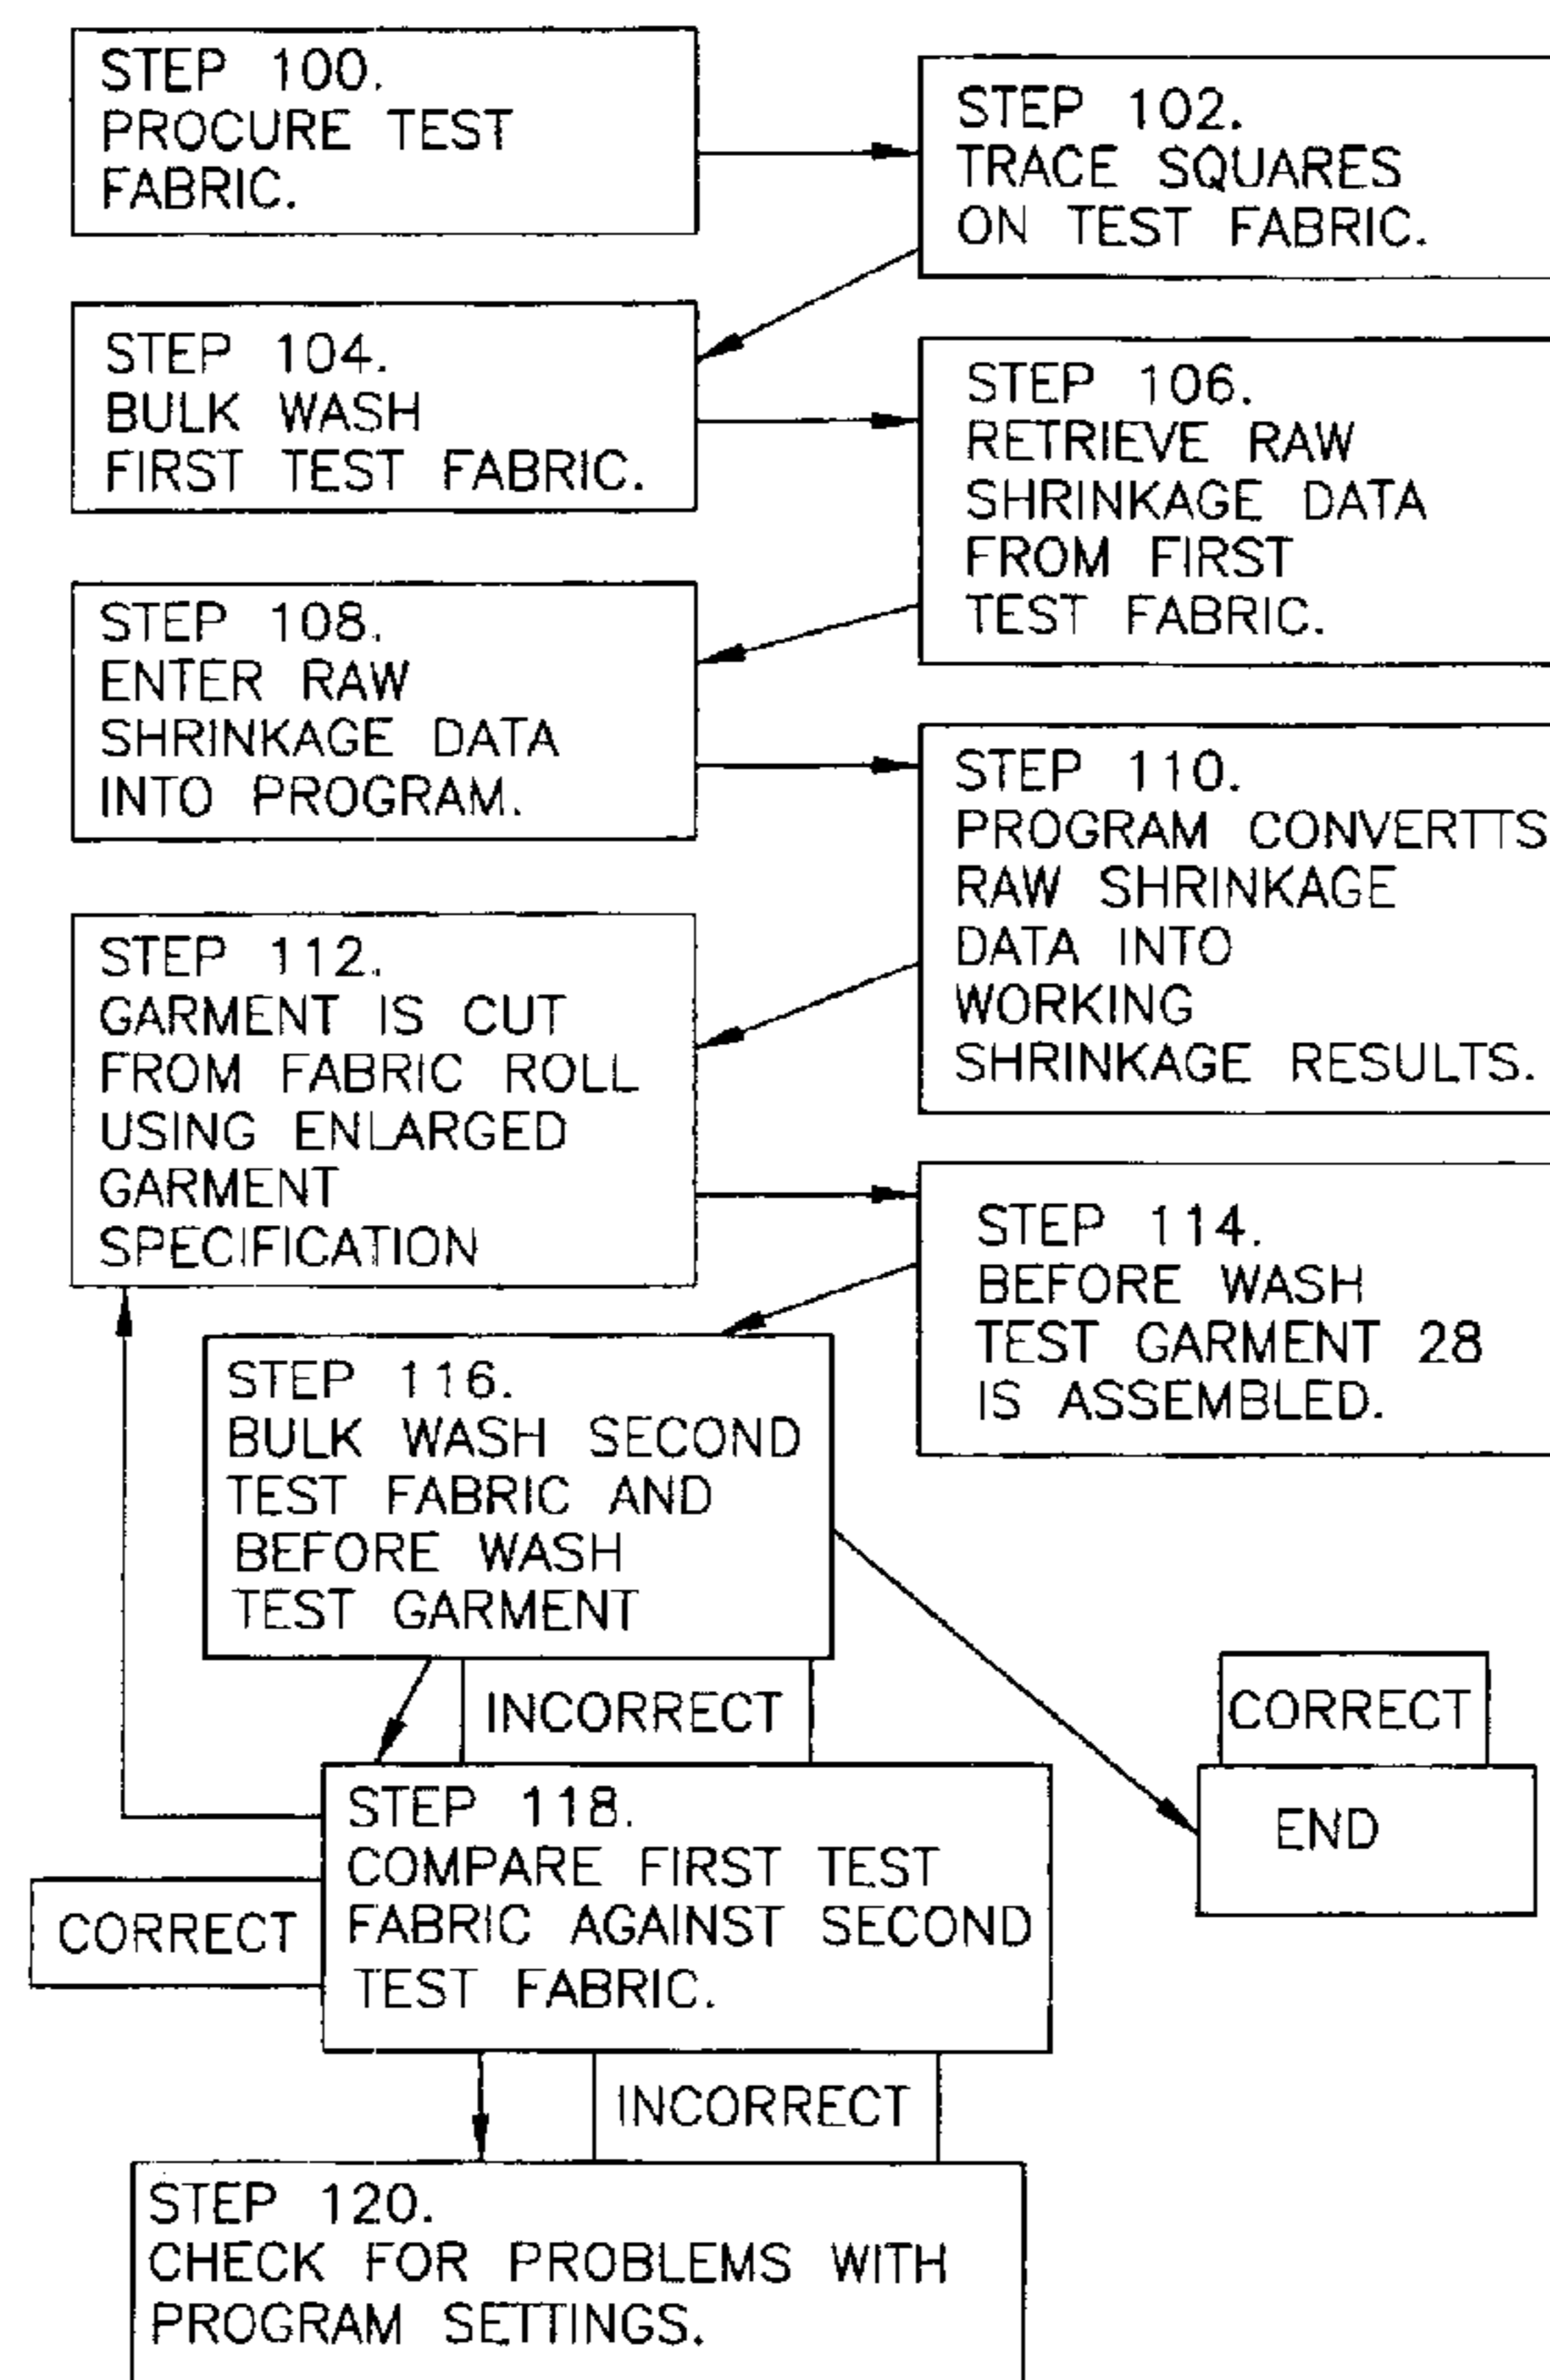 STEP 100.
PROCURE TEST
FABRIC.
STEP 102.
TRACE SQUARES
ON TEST FABRIC.
STEP 104.
BULK WASH
FIRST TEST FABRIC.
STEP 106.
RETRIEVE RAW
SHRINKAGE DATA
FROM FIRST
TEST FABRIC.
STEP 108.
ENTER RAW
SHRINKAGE DATA
INTO PROGRAM.
STEP 110.
PROGRAM CONVERTTS
RAW SHRINKAGE
DATA INTO
WORKING
SHRINKAGE RESULTS.
STEP 112.
GARMENT IS CUT
FROM FABRIC ROLL
USING ENLARGED
GARMENT
SPECIFICATION
STEP 114.
BEFORE WASH
TEST GARMENT 28
IS ASSEMBLED.
STEP 116.
BULK WASH SECOND
TEST FABRIC AND
BEFORE WASH
TEST GARMENT
INCORRECT
CORRECT
END
STEP 118.
COMPARE FIRST TEST
FABRIC AGAINST SECOND
TEST FABRIC.
CORRECT
INCORRECT
STEP 120.
CHECK FOR PROBLEMS WITH
PROGRAM SETTINGS.